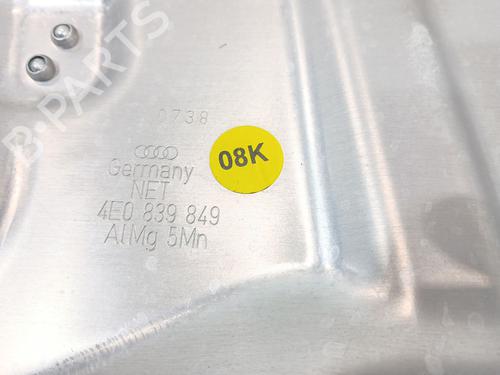 0738
08K
Germany
NET
4E0 839 849
AlMg 5Mn
B-PARTS